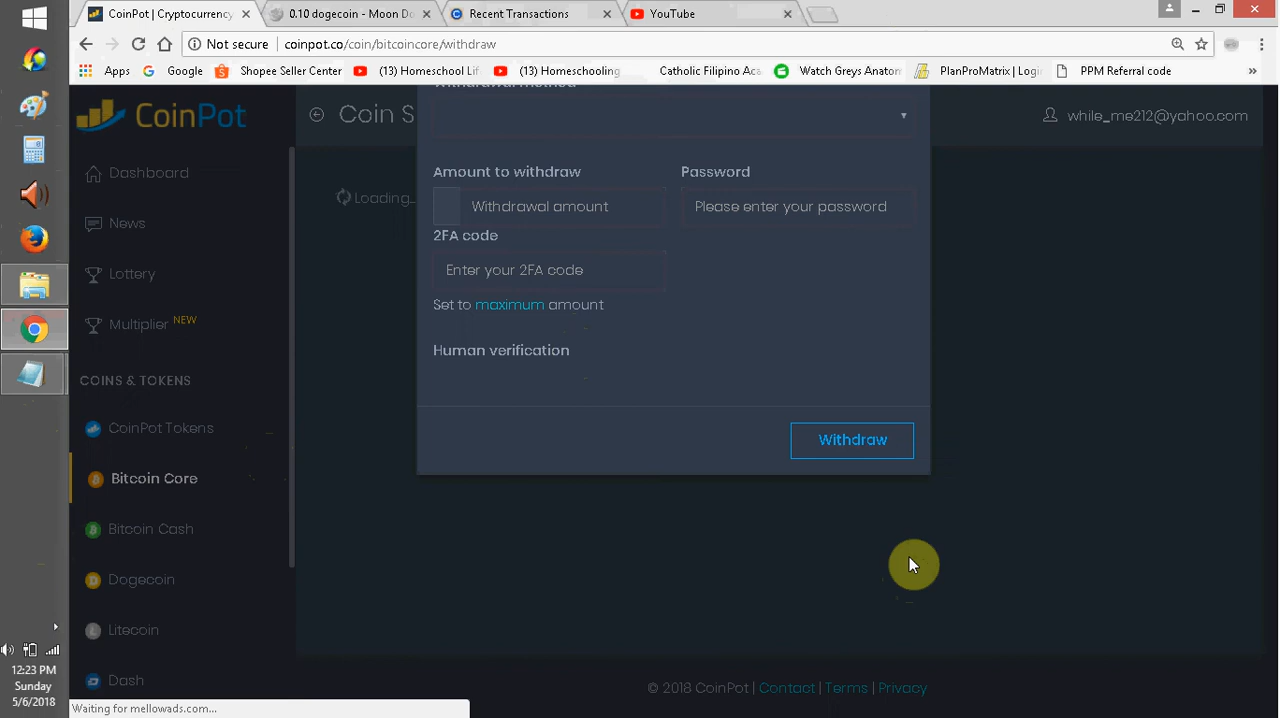 CoinPot | Cryptocurrency
0.10 dogecoin - Moon Do
Recent Transactions
YouTube
Not secure
coinpot.co/coin/bitcoincore/withdraw
Apps
Google
Shopee Seller Center
(13) Homeschool Life
(13) Homeschooling
Catholic Filipino Aca
Watch Greys Anaton
PlanProMatrix | Logi
PPM Referral code
»
CoinPot
Coin S
while_me212@yahoo.com
Withdrawal method
Dashboard
News
Lottery
Multiplier NEW
COINS & TOKENS
CoinPot Tokens
Bitcoin Core
Bitcoin Cash
Dogecoin
Litecoin
Dash
Loading...
Amount to withdraw
Password
Withdrawal amount
Please enter your password
2FA code
Enter your 2FA code
Set to maximum amount
Human verification
Withdraw
© 2018 CoinPot | Contact | Terms | Privacy
Waiting for mellowads.com...
12:23 PM
Sunday
5/6/2018